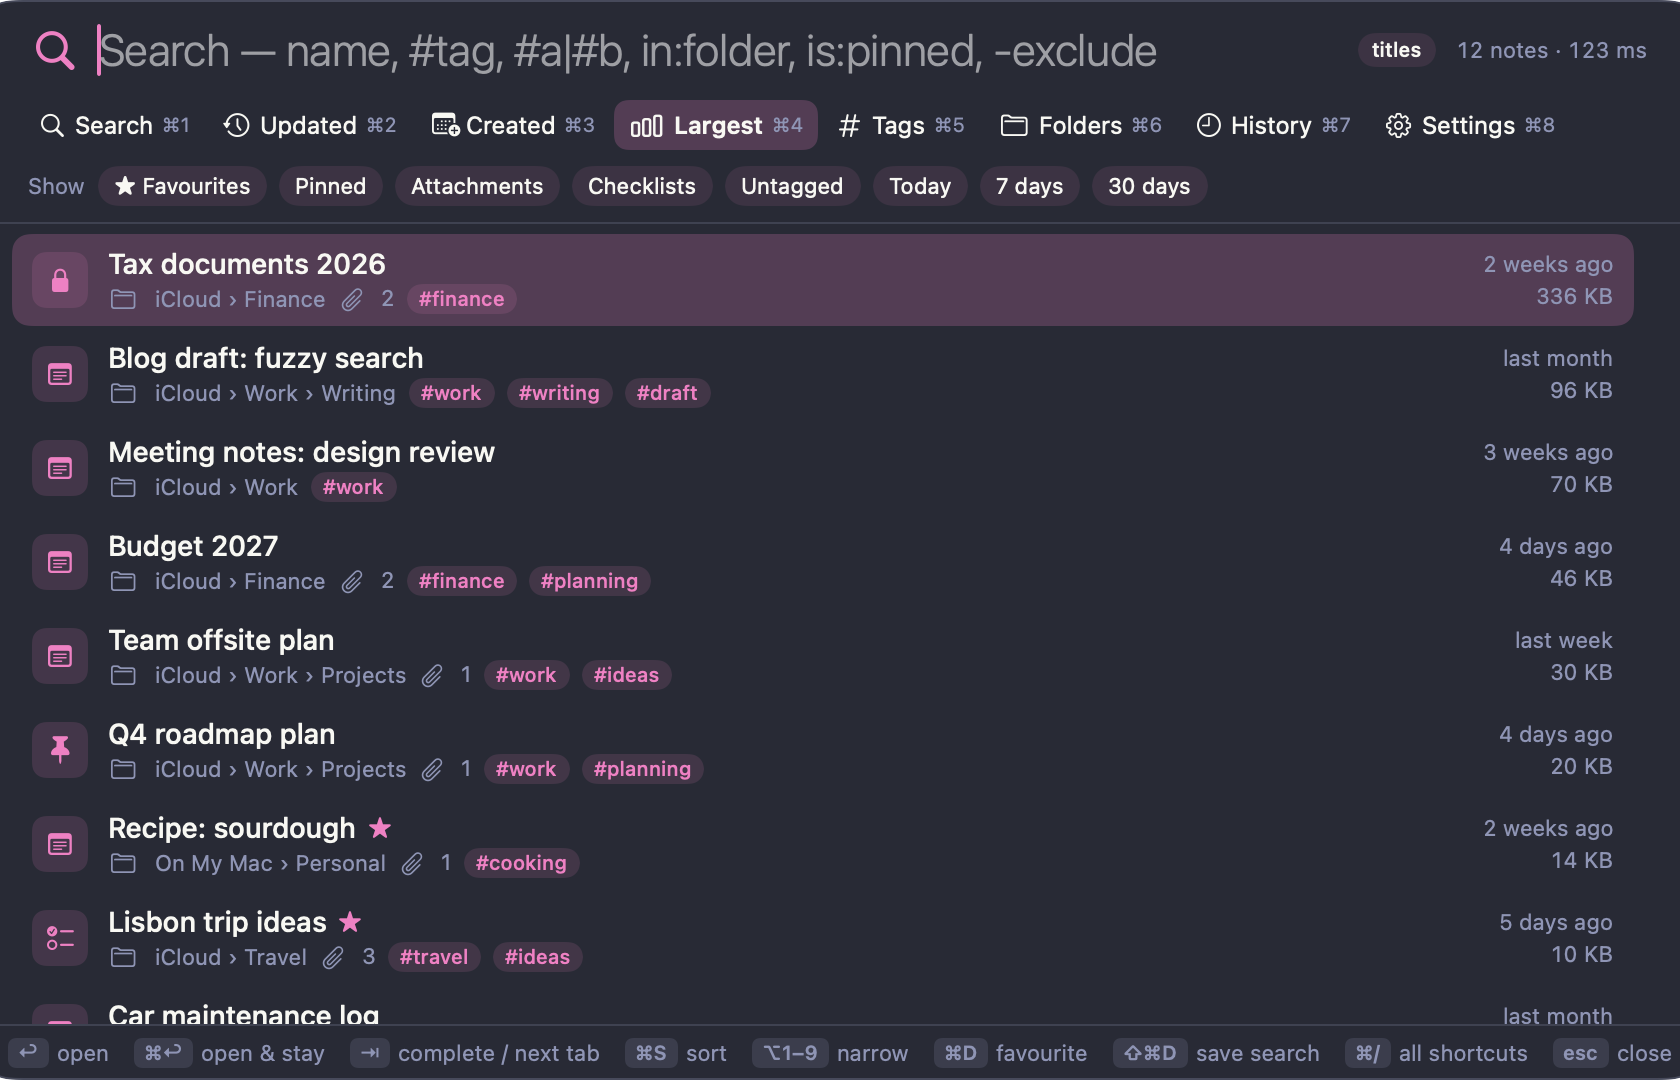 Search — name, #tag, #a|#b, in:folder, is:pinned, -exclude titles 12 notes · 123 ms
Search ⌘1 Updated ⌘2 Created ⌘3 Largest ⌘4 # Tags ⌘5 Folders ⌘6 History ⌘7 Settings ⌘8
Show ★ Favourites Pinned Attachments Checklists Untagged Today 7 days 30 days
Tax documents 2026 2 weeks ago
iCloud › Finance 2 #finance 336 KB
Blog draft: fuzzy search last month
iCloud › Work › Writing #work #writing #draft 96 KB
Meeting notes: design review 3 weeks ago
iCloud › Work #work 70 KB
Budget 2027 4 days ago
iCloud › Finance 2 #finance #planning 46 KB
Team offsite plan last week
iCloud › Work › Projects 1 #work #ideas 30 KB
Q4 roadmap plan 4 days ago
iCloud › Work › Projects 1 #work #planning 20 KB
Recipe: sourdough ★ 2 weeks ago
On My Mac › Personal 1 #cooking 14 KB
Lisbon trip ideas ★ 5 days ago
iCloud › Travel 3 #travel #ideas 10 KB
Car maintenance log last month
↩ open ⌘↩ open & stay ⇥ complete / next tab ⌘S sort ⌥1–9 narrow ⌘D favourite ⇧⌘D save search ⌘/ all shortcuts esc close